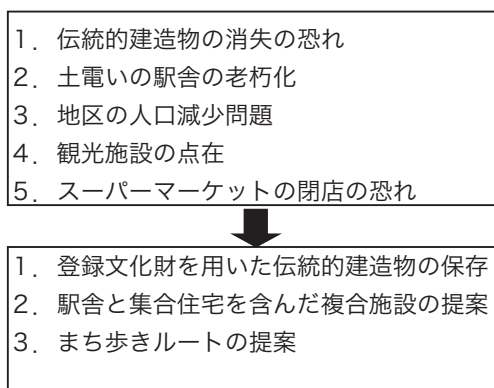 1．伝統的建造物の消失の恐れ
2．土電いの駅舎の老朽化
3．地区の人口減少問題
4．観光施設の点在
5．スーパーマーケットの閉店の恐れ
1．登録文化財を用いた伝統的建造物の保存
2．駅舎と集合住宅を含んだ複合施設の提案
3．まち歩きルートの提案